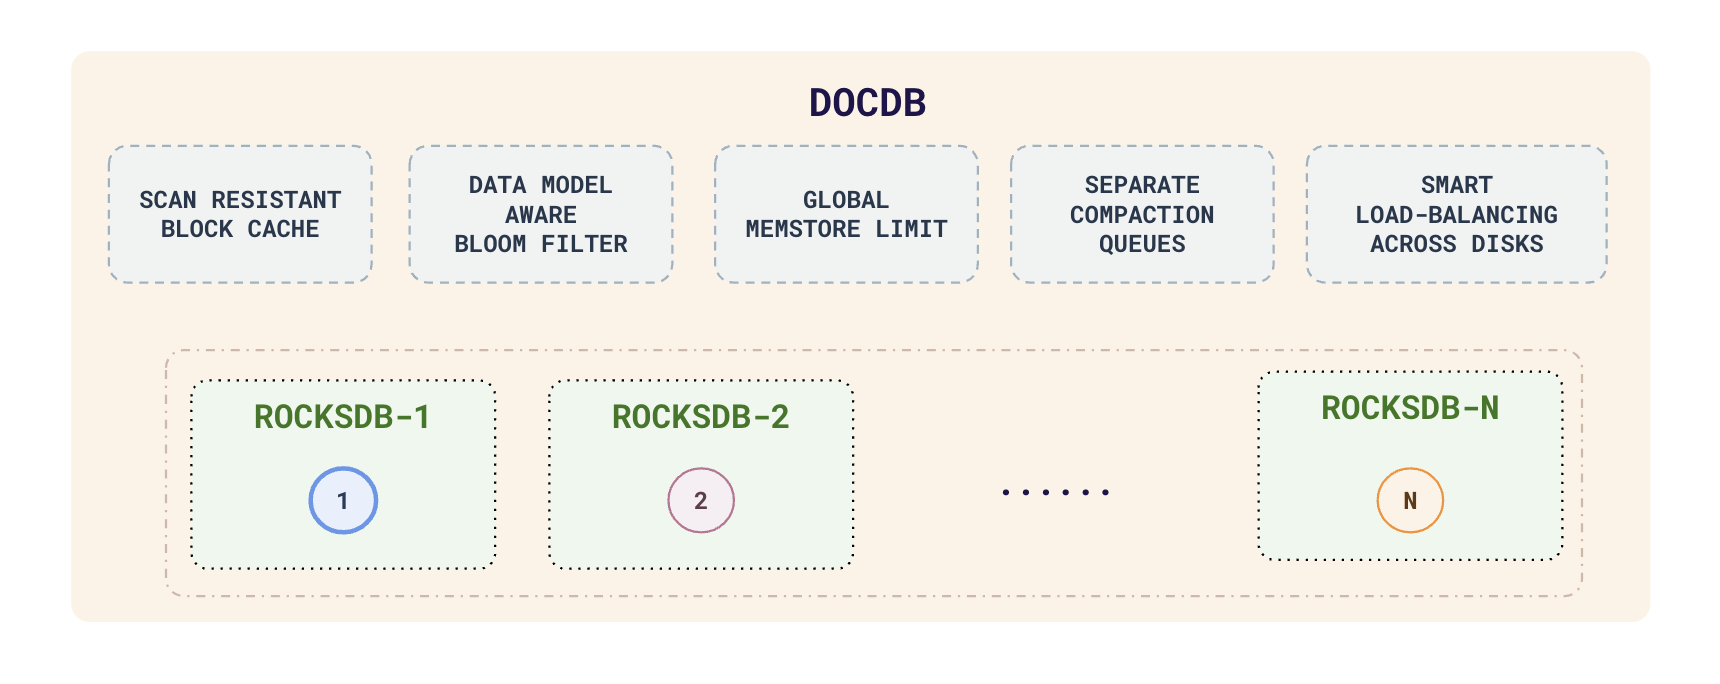 DOCDB
SCAN RESISTANT
BLOCK CACHE
DATA MODEL
AWARE
BLOOM FILTER
GLOBAL
MEMSTORE LIMIT
SEPARATE
COMPACTION
QUEUES
SMART
LOAD-BALANCING
ACROSS DISKS
ROCKSDB-1
1
ROCKSDB-2
2
......
ROCKSDB-N
N